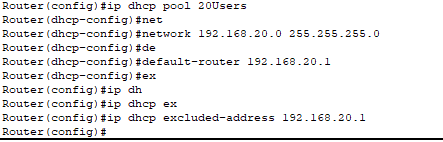 Router(config)#ip dhcp pool 20Users
Router(dhcp-config)#net
Router(dhcp-config)#network 192.168.20.0 255.255.255.0
Router(dhcp-config)#de
Router(dhcp-config)#default-router 192.168.20.1
Router(dhcp-config)#ex
Router(config)#ip dh
Router(config)#ip dhcp ex
Router(config)#ip dhcp excluded-address 192.168.20.1
Router(config)#